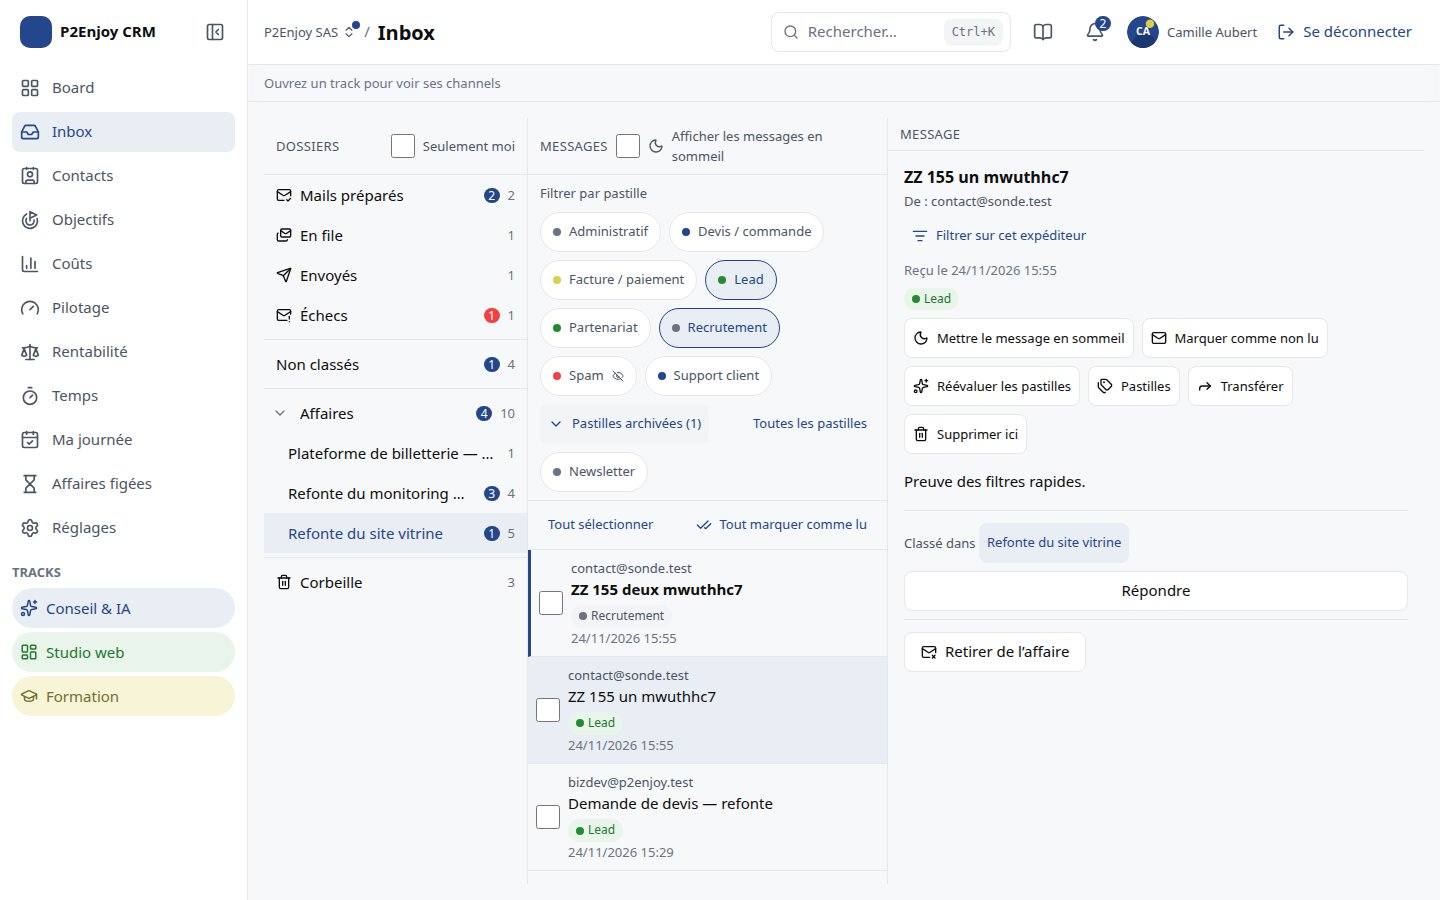 P2Enjoy CRM
Board
Inbox
Contacts
Objectifs
Coûts
Pilotage
Rentabilité
Temps
Ma journée
Affaires figées
Réglages
TRACKS
Conseil & IA
Studio web
Formation
P2Enjoy SAS / Inbox
Rechercher... Ctrl+K
2
CA Camille Aubert
Se déconnecter
Ouvrez un track pour voir ses channels
DOSSIERS Seulement moi
Mails préparés 2 2
En file 1
Envoyés 1
Échecs 1 1
Non classés 1 4
Affaires 4 10
Plateforme de billetterie — ... 1
Refonte du monitoring ... 3 4
Refonte du site vitrine 1 5
Corbeille 3
MESSAGES Afficher les messages en
sommeil
Filtrer par pastille
Administratif Devis / commande
Facture / paiement Lead
Partenariat Recrutement
Spam Support client
Pastilles archivées (1) Toutes les pastilles
Newsletter
Tout sélectionner Tout marquer comme lu
contact@sonde.test
ZZ 155 deux mwuthhc7
Recrutement
24/11/2026 15:55
contact@sonde.test
ZZ 155 un mwuthhc7
Lead
24/11/2026 15:55
bizdev@p2enjoy.test
Demande de devis — refonte
Lead
24/11/2026 15:29
MESSAGE
ZZ 155 un mwuthhc7
De : contact@sonde.test
Filtrer sur cet expéditeur
Reçu le 24/11/2026 15:55
Lead
Mettre le message en sommeil Marquer comme non lu
Réévaluer les pastilles Pastilles Transférer
Supprimer ici
Preuve des filtres rapides.
Classé dans Refonte du site vitrine
Répondre
Retirer de l’affaire